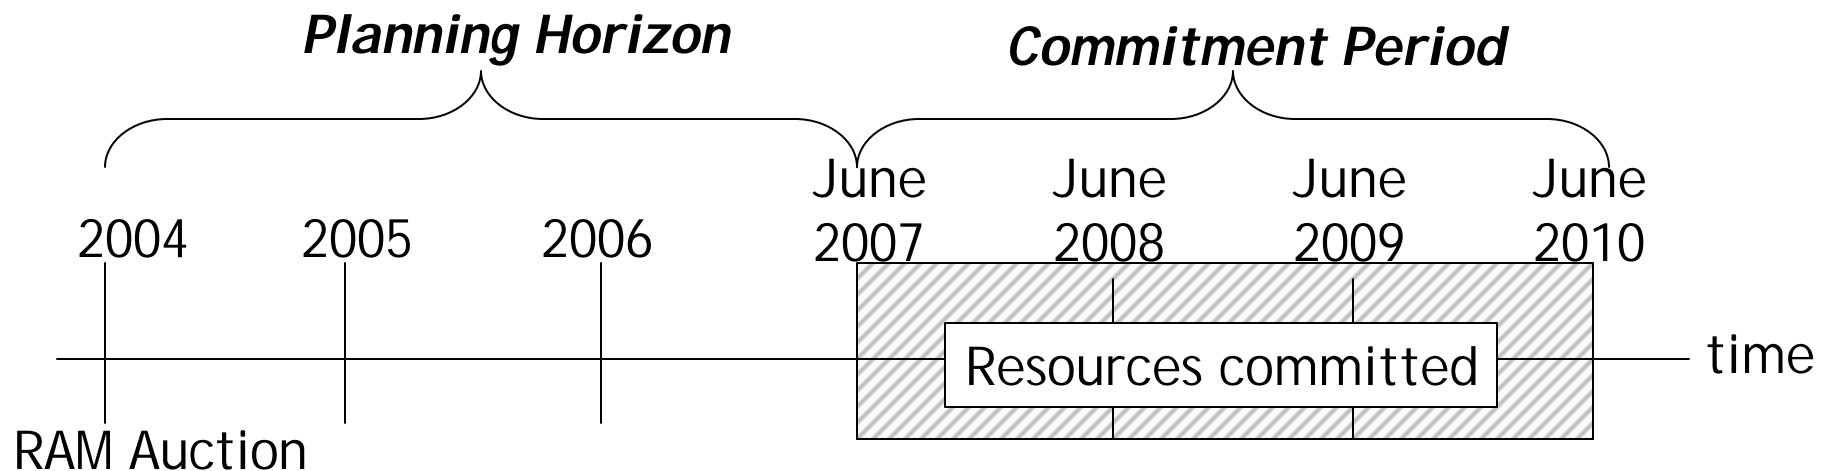 Planning Horizon
Commitment Period
2004
2005
2006
June
2007
June
2008
June
2009
June
2010
Resources committed
time
RAM Auction